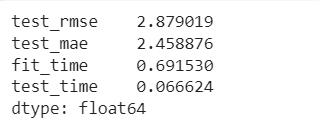 test_rmse    2.879019
test_mae     2.458876
fit_time     0.691530
test_time    0.066624
dtype: float64